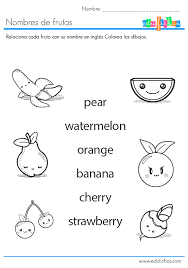 Nombre:
edufichas
Nombres de frutas
Relaciona cada fruta con su nombre en inglés. Colorea los dibujos.
pear
watermelon
orange
banana
cherry
strawberry
www.edufichas.com